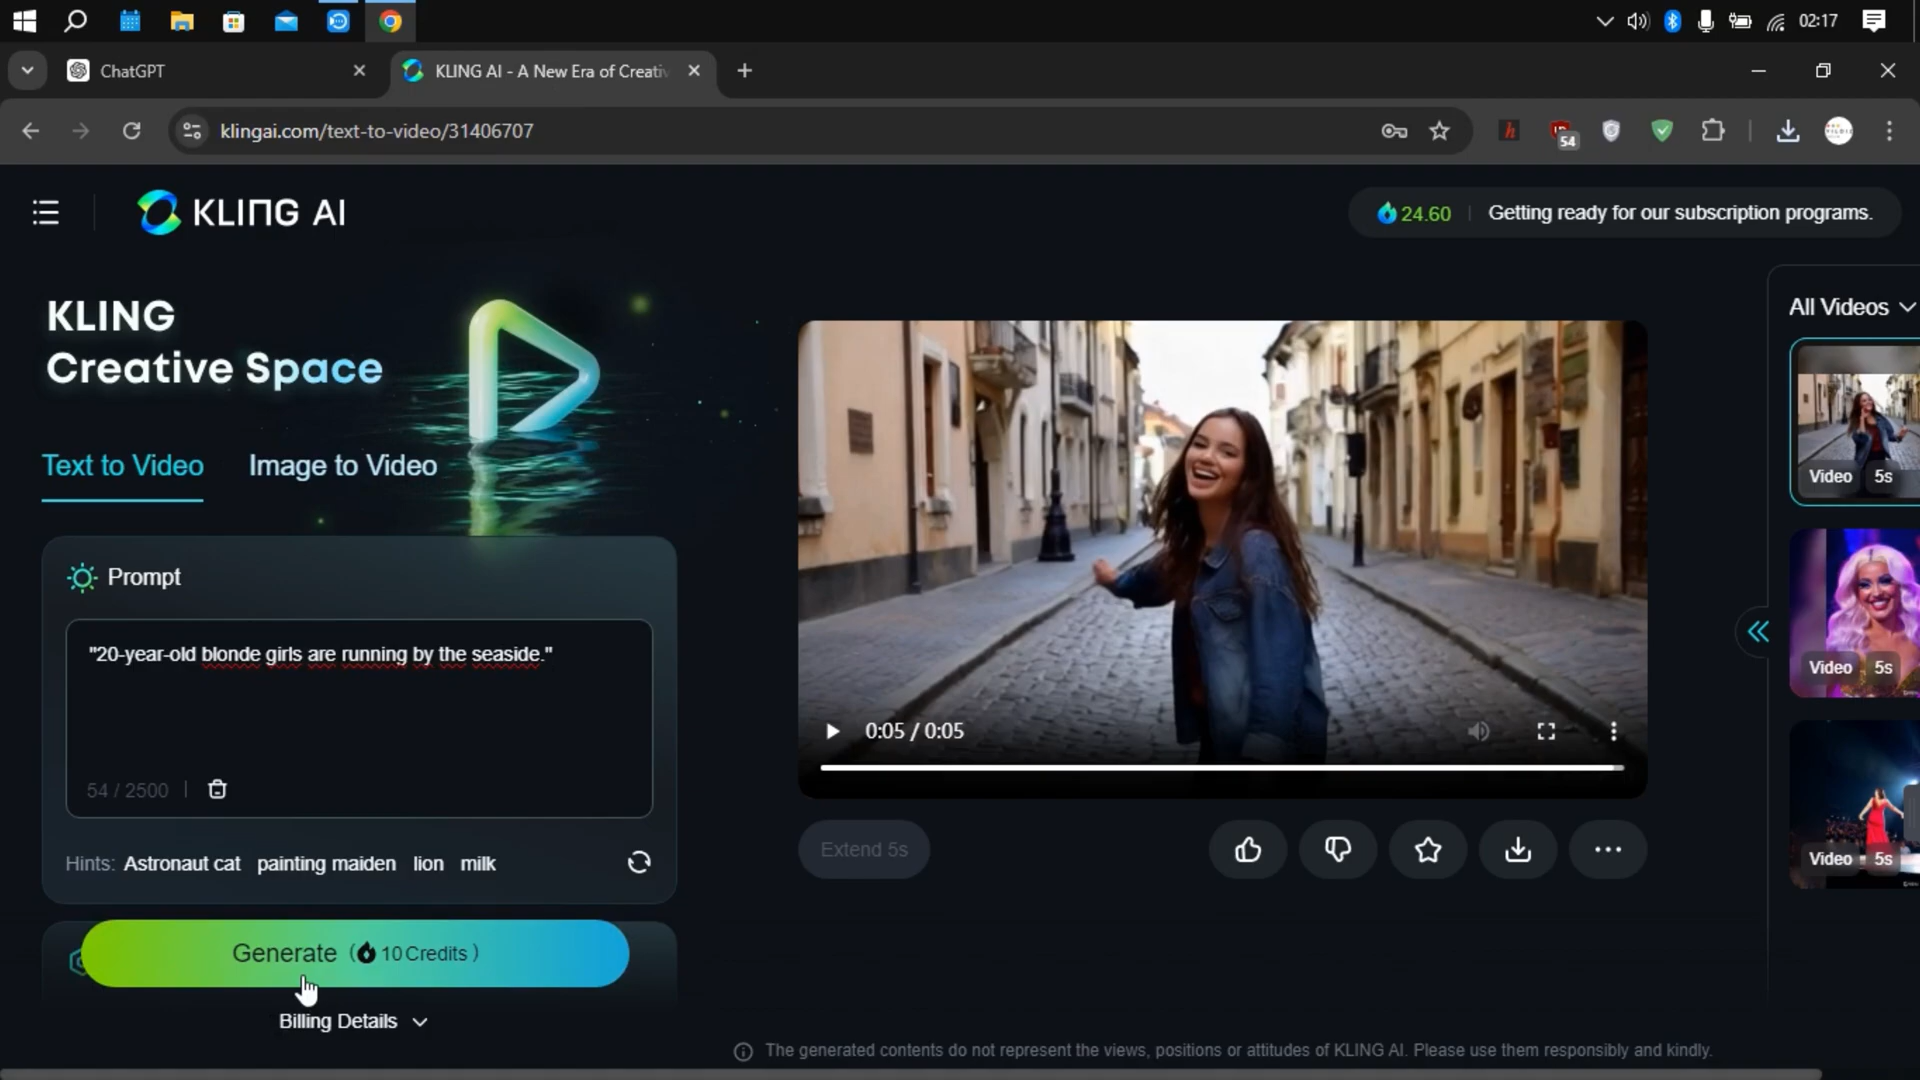 02:17
ChatGPT
KLING AI - A New Era of Creativ
klingai.com/text-to-video/31406707
54
KLING AI
24.60
Getting ready for our subscription programs.
KLING
Creative Space
All Videos
Text to Video
Image to Video
Video 5s
Prompt
"20-year-old blonde girls are running by the seaside."
Video 5s
0:05 / 0:05
54 / 2500
Extend 5s
Hints: Astronaut cat painting maiden lion milk
Video 5s
Generate ( 10 Credits )
Billing Details
The generated contents do not represent the views, positions or attitudes of KLING AI. Please use them responsibly and kindly.